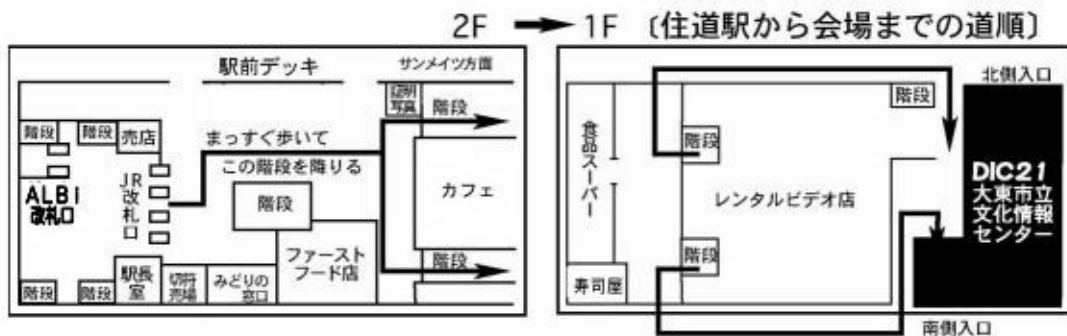 2F → 1F 〔住道駅から会場までの道順〕
駅前デッキ
サンメイツ方面
証明
写真
階段
階段
階段
売店
まっすぐ歩いて
この階段を降りる
ALBi
改札口
JR
改札口
階段
カフェ
ファースト
フード店
階段
駅長
室
切符
売場
みどりの
窓口
階段
階段
北側入口
階段
食品スーパー
階段
レンタルビデオ店
DIC21
大東市立
文化情報
センター
階段
寿司屋
南側入口